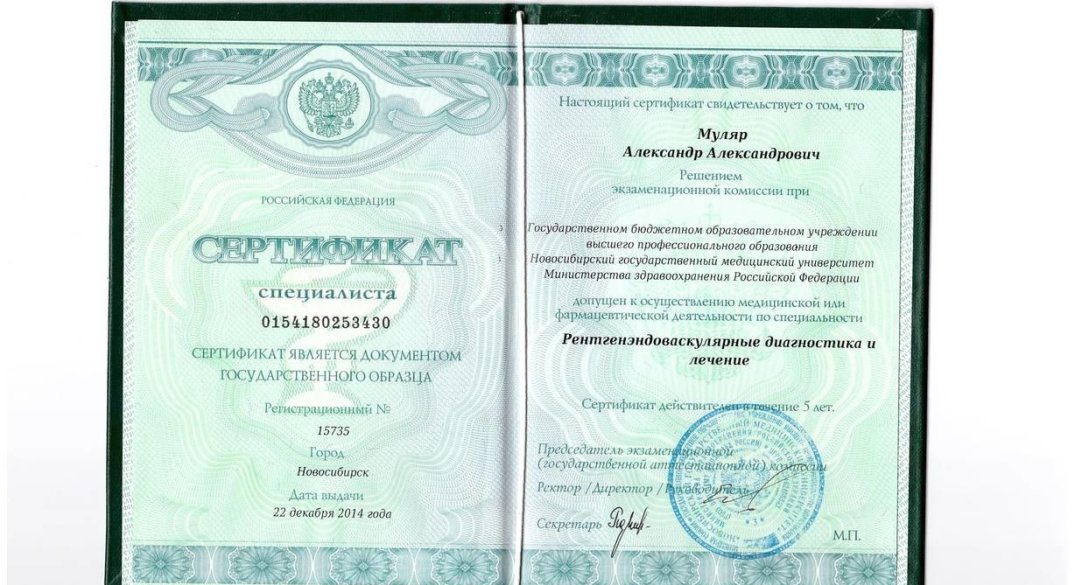 РОССИЙСКАЯ ФЕДЕРАЦИЯ
СЕРТИФИКАТ
специалиста
0154180253430
СЕРТИФИКАТ ЯВЛЯЕТСЯ ДОКУМЕНТОМ
ГОСУДАРСТВЕННОГО ОБРАЗЦА
Регистрационный №
15735
Город
Новосибирск
Дата выдачи
22 декабря 2014 года
Настоящий сертификат свидетельствует о том, что
Муляр
Александр Александрович
Решением
экзаменационной комиссии при
Государственном бюджетном образовательном учреждении
высшего профессионального образования
Новосибирский государственный медицинский университет
Министерства здравоохранения Российской Федерации
допущен к осуществлению медицинской или
фармацевтической деятельности по специальности
Рентгенэндоваскулярные диагностика и
лечение
Сертификат действителен в течение 5 лет.
Председатель экзаменационной
(государственной аттестационной) комиссии
Ректор /Директор /Руководитель
Секретарь
М.П.